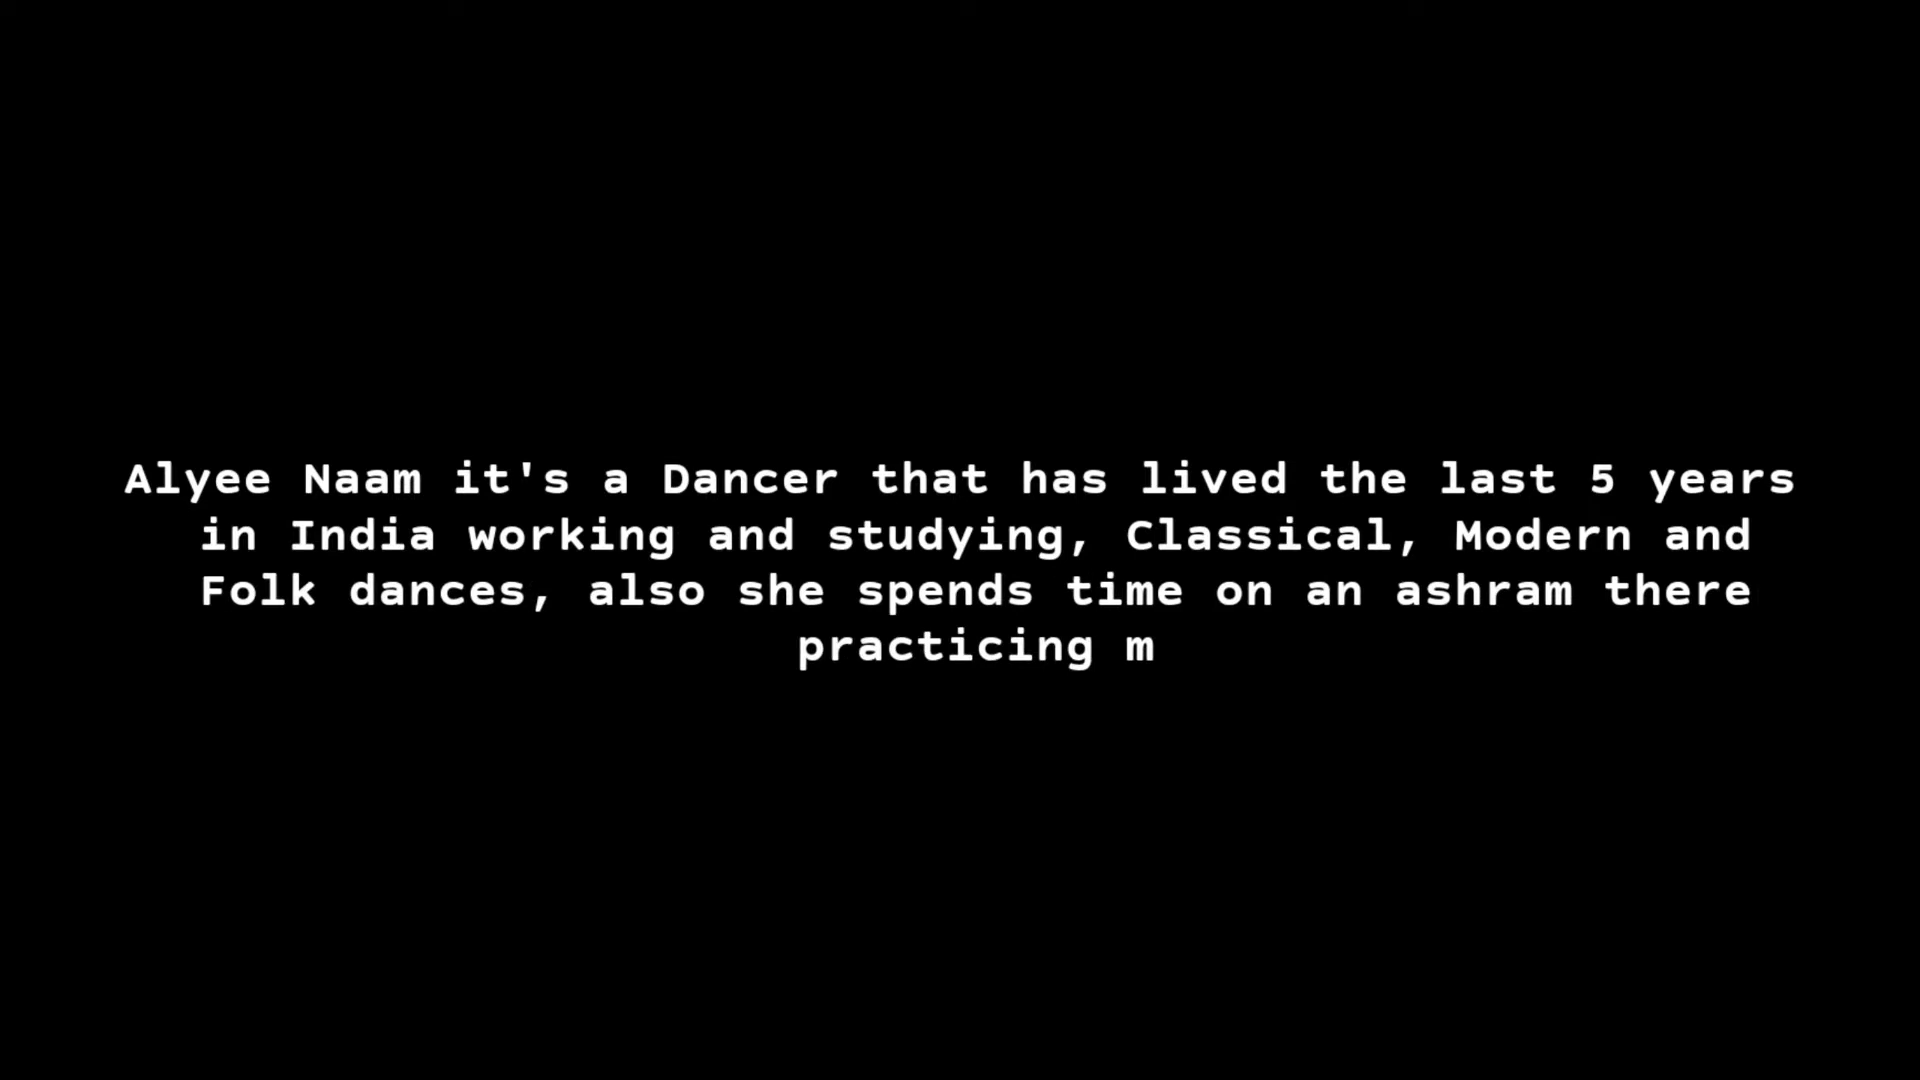 Alyee Naam it's a Dancer that has lived the last 5 years
in India working and studying, Classical, Modern and
Folk dances, also she spends time on an ashram there
practicing m